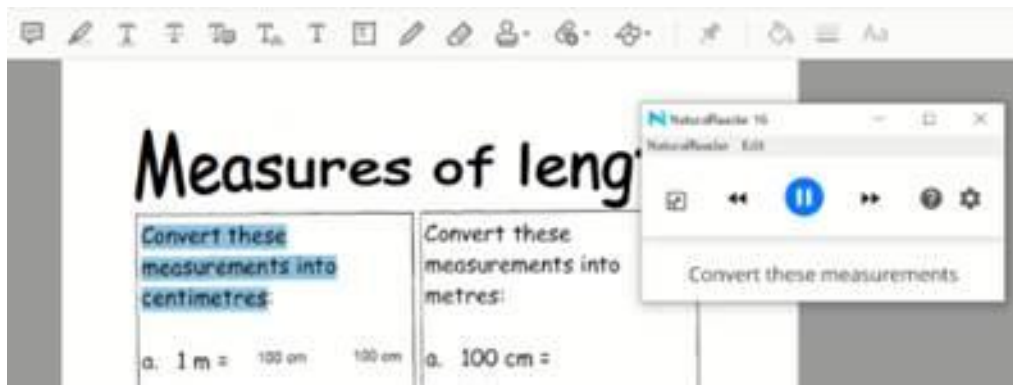 NaturalReader 16
NaturalReader Edit
Convert these measurements
Measures of leng
Convert these
measurements into
centimetres:
a. 1 m = 100 cm 100 cm
Convert these
measurements into
metres:
a. 100 cm =